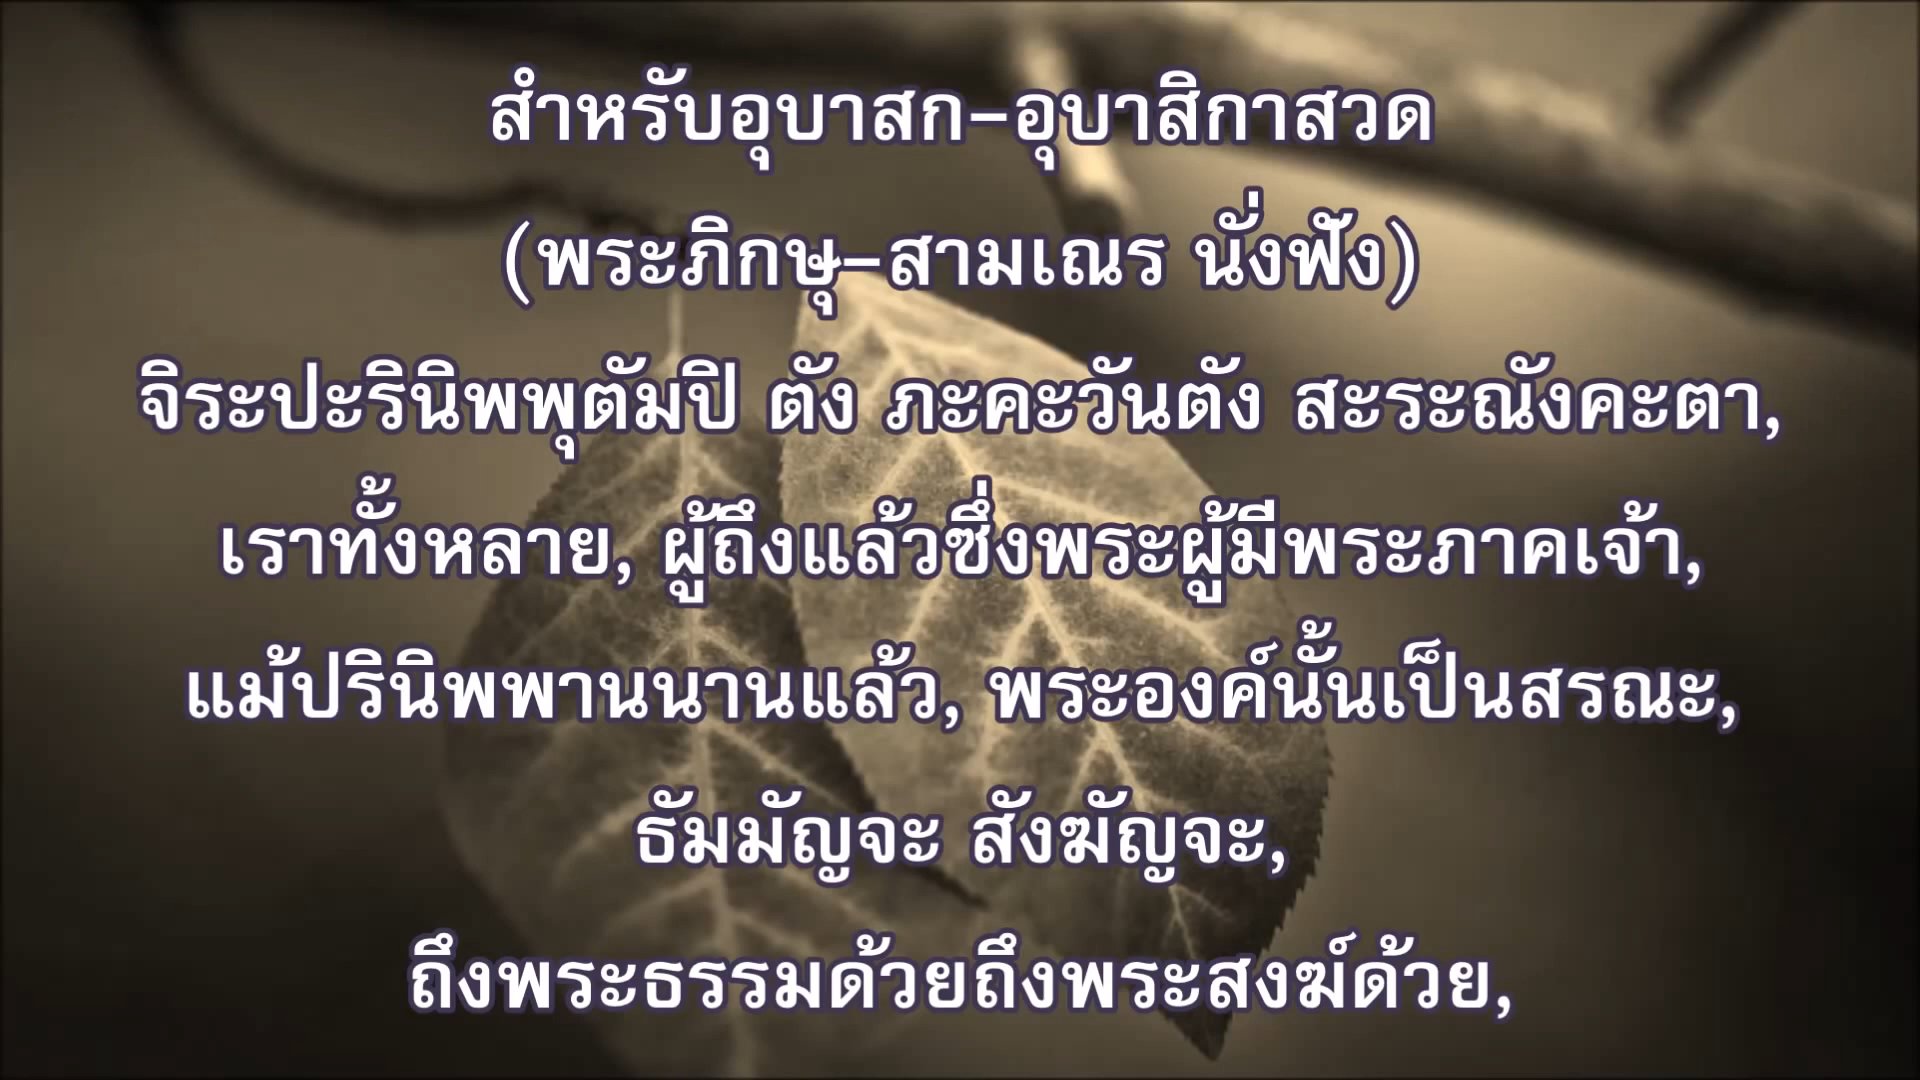 สำหรับอุบาสก–อุบาสิกาสวด
(พระภิกษุ–สามเณร นั่งฟัง)
จิระปะรินิพพุตัมปิ ตัง ภะคะวันตัง สะระณังคะตา,
เราทั้งหลาย, ผู้ถึงแล้วซึ่งพระผู้มีพระภาคเจ้า,
แม้ปรินิพพานนานแล้ว, พระองค์นั้นเป็นสรณะ,
ธัมมัญจะ สังฆัญจะ,
ถึงพระธรรมด้วยถึงพระสงฆ์ด้วย,